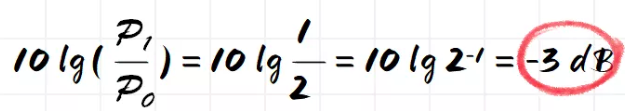 10 lg(P₁/P₀) = 10 lg 1/2 = 10 lg 2⁻¹ = -3 dB